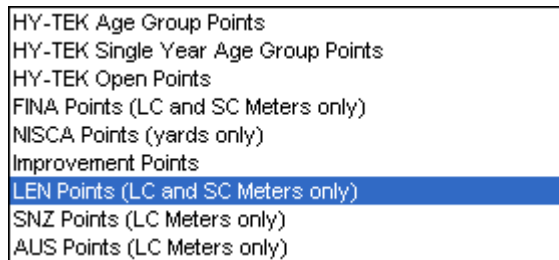 HY-TEK Age Group Points
HY-TEK Single Year Age Group Points
HY-TEK Open Points
FINA Points (LC and SC Meters only)
NISCA Points (yards only)
Improvement Points
LEN Points (LC and SC Meters only)
SNZ Points (LC Meters only)
AUS Points (LC Meters only)